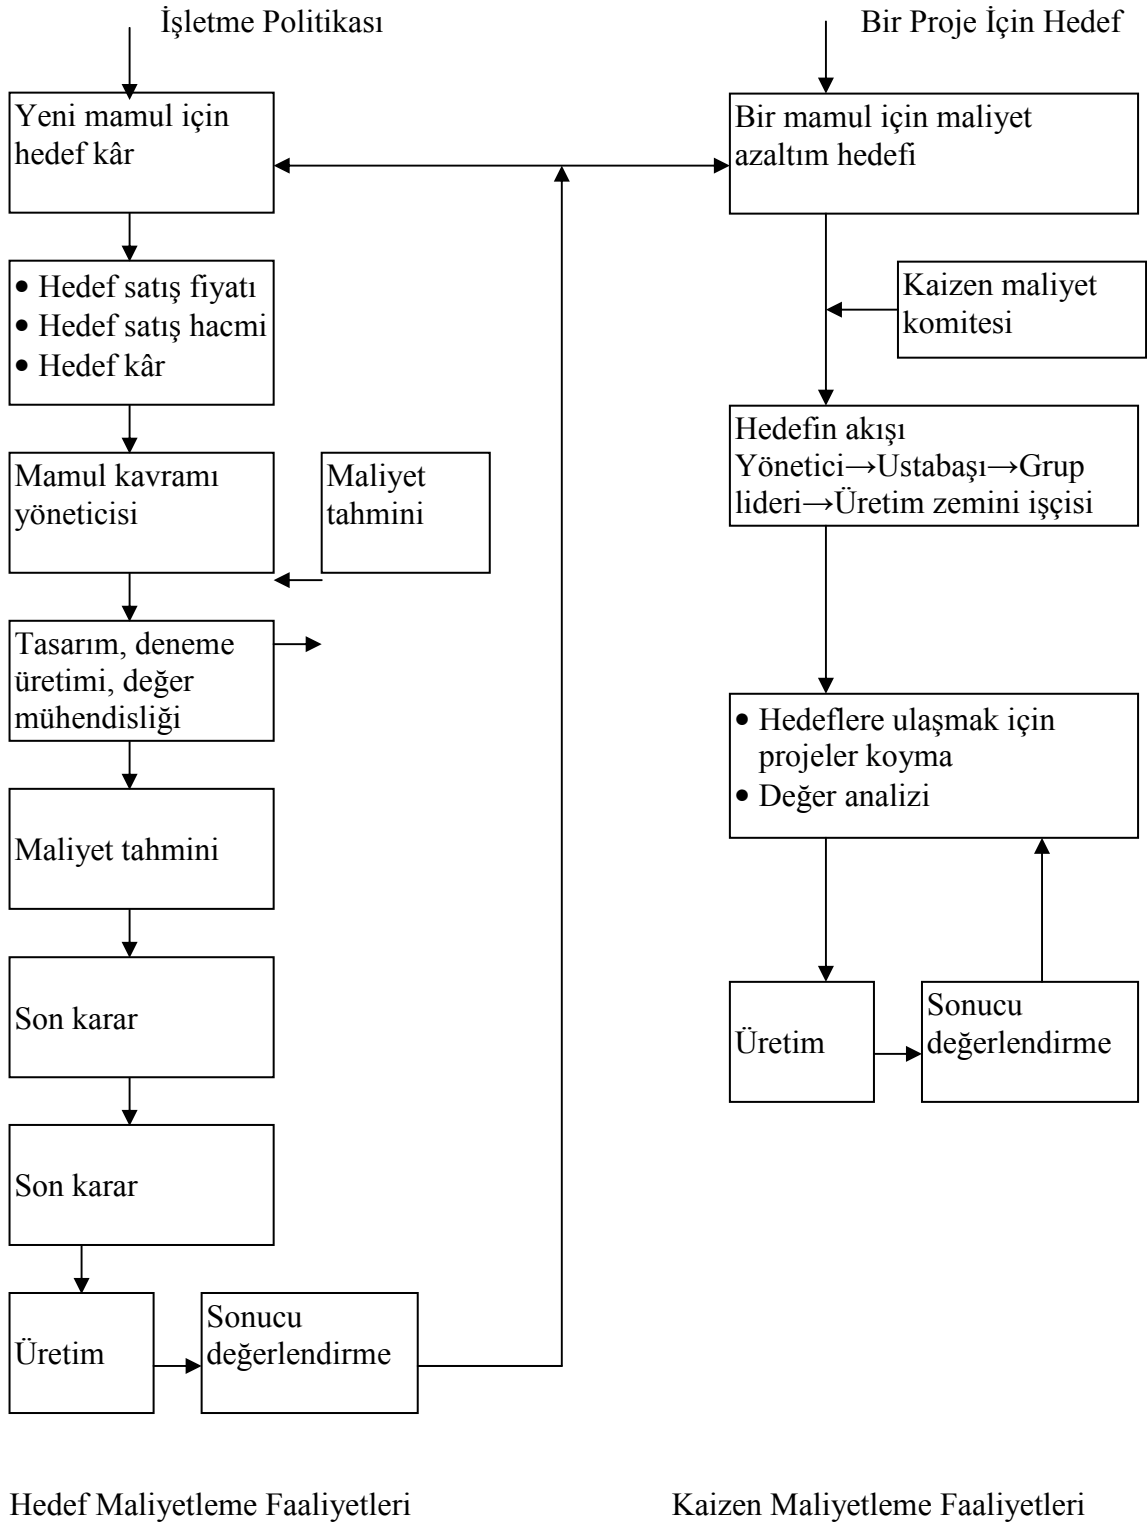 İşletme Politikası
Yeni mamul için
hedef kâr
• Hedef satış fiyatı
• Hedef satış hacmi
• Hedef kâr
Mamul kavramı
yöneticisi
Maliyet
tahmini
Tasarım, deneme
üretimi, değer
mühendisliği
Maliyet tahmini
Son karar
Son karar
Üretim
Sonucu
değerlendirme
Hedef Maliyetleme Faaliyetleri
Bir Proje İçin Hedef
Bir mamul için maliyet
azaltım hedefi
Kaizen maliyet
komitesi
Hedefin akışı
Yönetici→Ustabaşı→Grup
lideri→Üretim zemini işçisi
• Hedeflere ulaşmak için
projeler koyma
• Değer analizi
Üretim
Sonucu
değerlendirme
Kaizen Maliyetleme Faaliyetleri